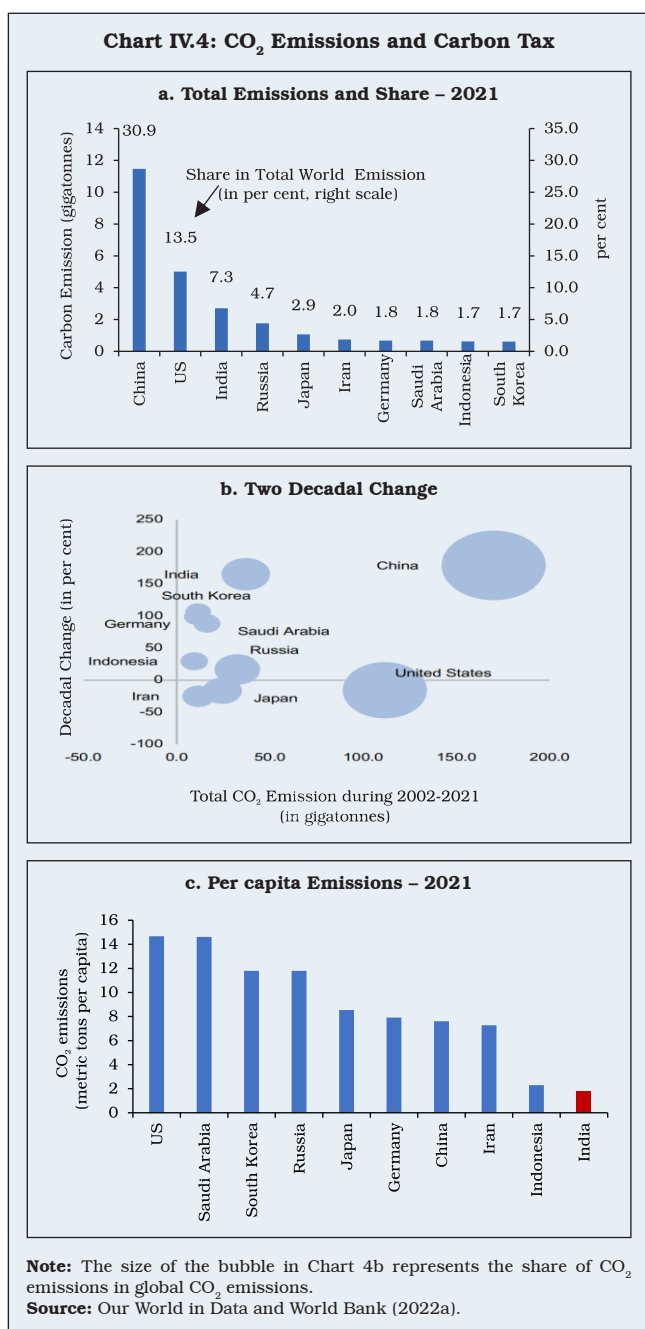 Chart IV.4: CO₂ Emissions and Carbon Tax
a. Total Emissions and Share – 2021
Carbon Emission (gigatonnes)
14
12
10
8
6
4
2
0
30.9
13.5
7.3
4.7
2.9
2.0
1.8
1.8
1.7
1.7
Share in Total World Emission
(in per cent, right scale)
35.0
30.0
25.0
20.0
15.0
10.0
5.0
0.0
per cent
China
US
India
Russia
Japan
Iran
Germany
Saudi
Arabia
Indonesia
South
Korea
b. Two Decadal Change
Decadal Change (in per cent)
250
200
150
100
50
0
-50
-100
India
China
South Korea
Germany
Saudi Arabia
Russia
Indonesia
United States
Iran
Japan
-50.0
0.0
50.0
100.0
150.0
200.0
Total CO₂ Emission during 2002-2021
(in gigatonnes)
c. Per capita Emissions – 2021
CO₂ emissions
(metric tons per capita)
16
14
12
10
8
6
4
2
0
US
Saudi Arabia
South Korea
Russia
Japan
Germany
China
Iran
Indonesia
India
Note: The size of the bubble in Chart 4b represents the share of CO₂
emissions in global CO₂ emissions.
Source: Our World in Data and World Bank (2022a).